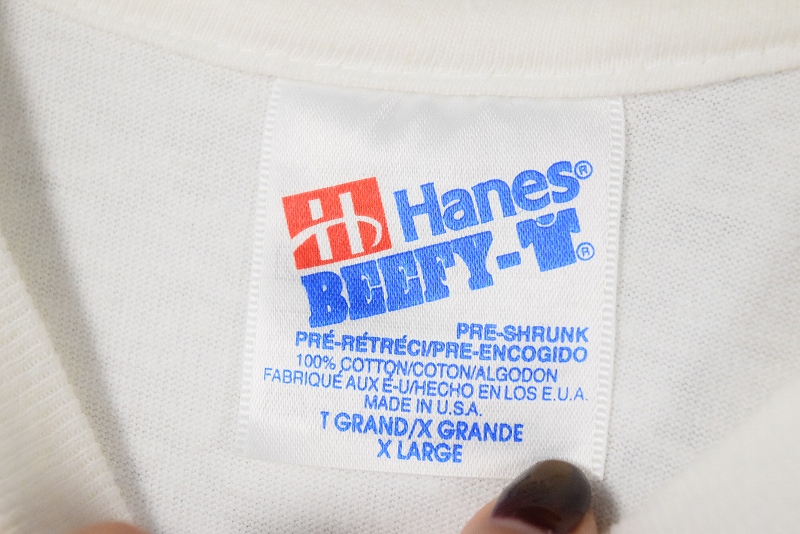 H Hanes®
BEEFY-T®
PRE-SHRUNK
PRÉ-RÉTRÉCI/PRE-ENCOGIDO
100% COTTON/COTON/ALGODON
FABRIQUÉ AUX É-U/HECHO EN LOS E.U.A.
MADE IN U.S.A.
T GRAND/X GRANDE
X LARGE